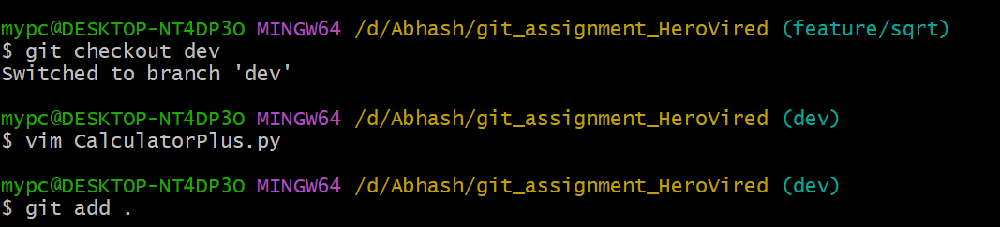 mypc@DESKTOP-NT4DP3O MINGW64 /d/Abhash/git_assignment_HeroVired (feature/sqrt)
$ git checkout dev
Switched to branch 'dev'
mypc@DESKTOP-NT4DP3O MINGW64 /d/Abhash/git_assignment_HeroVired (dev)
$ vim CalculatorPlus.py
mypc@DESKTOP-NT4DP3O MINGW64 /d/Abhash/git_assignment_HeroVired (dev)
$ git add .